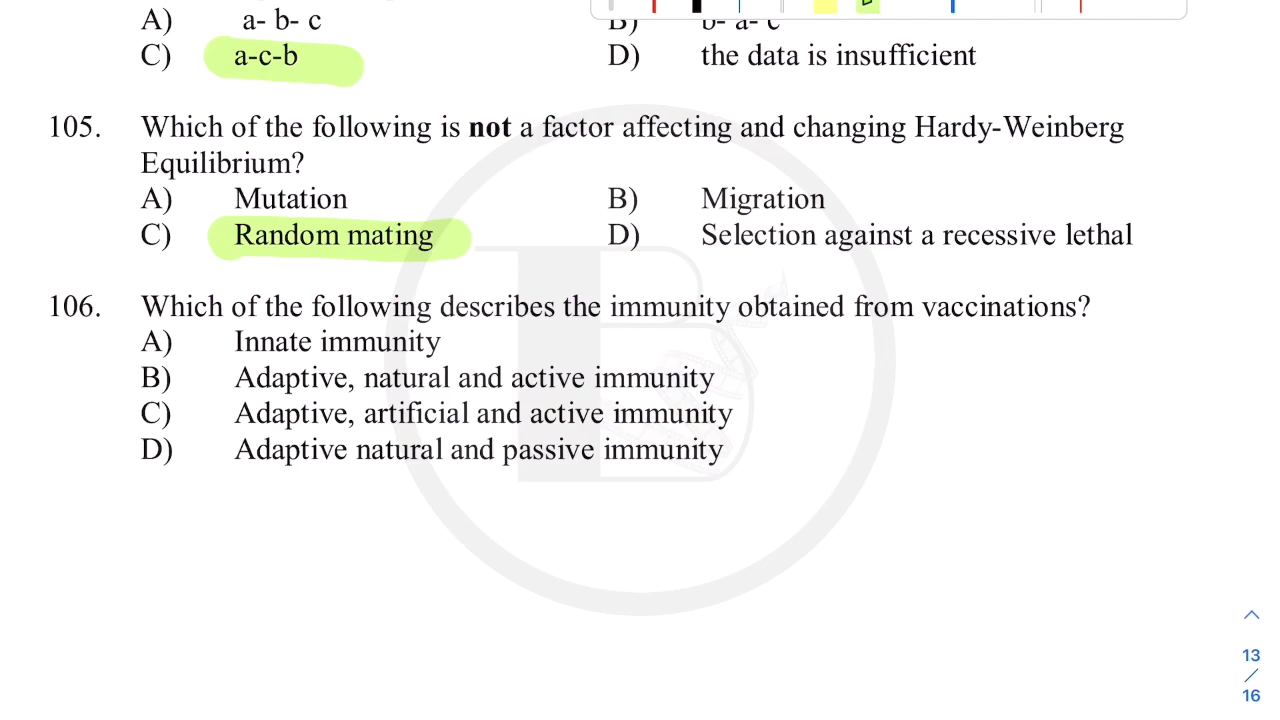 A) a- b- c B) b- a- c
C) a-c-b D) the data is insufficient
105. Which of the following is not a factor affecting and changing Hardy-Weinberg
Equilibrium?
A) Mutation B) Migration
C) Random mating D) Selection against a recessive lethal
106. Which of the following describes the immunity obtained from vaccinations?
A) Innate immunity
B) Adaptive, natural and active immunity
C) Adaptive, artificial and active immunity
D) Adaptive natural and passive immunity
13
/
16